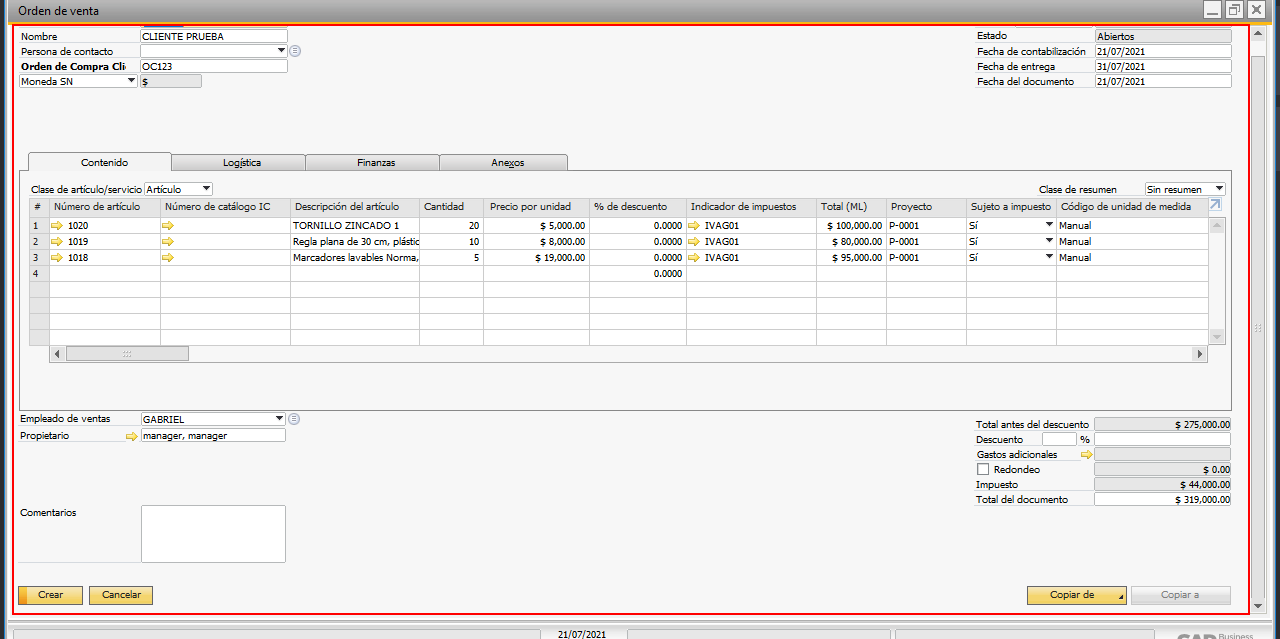 Orden de venta
Nombre CLIENTE PRUEBA Estado Abiertos
Persona de contacto Fecha de contabilización 21/07/2021
Orden de Compra Cli OC123 Fecha de entrega 31/07/2021
Moneda SN $ Fecha del documento 21/07/2021
Contenido Logística Finanzas Anexos
Clase de artículo/servicio Artículo Clase de resumen Sin resumen
# Número de artículo Número de catálogo IC Descripción del artículo Cantidad Precio por unidad % de descuento Indicador de impuestos Total (ML) Proyecto Sujeto a impuesto Código de unidad de medida
1 1020 TORNILLO ZINCADO 1 20 $ 5,000.00 0.0000 IVAG01 $ 100,000.00 P-0001 Sí Manual
2 1019 Regla plana de 30 cm, plástic 10 $ 8,000.00 0.0000 IVAG01 $ 80,000.00 P-0001 Sí Manual
3 1018 Marcadores lavables Norma, 5 $ 19,000.00 0.0000 IVAG01 $ 95,000.00 P-0001 Sí Manual
4 0.0000
Empleado de ventas GABRIEL
Propietario manager, manager
Total antes del descuento $ 275,000.00
Descuento %
Gastos adicionales
Redondeo $ 0.00
Impuesto $ 44,000.00
Total del documento $ 319,000.00
Comentarios
Crear Cancelar Copiar de Copiar a
21/07/2021 Business